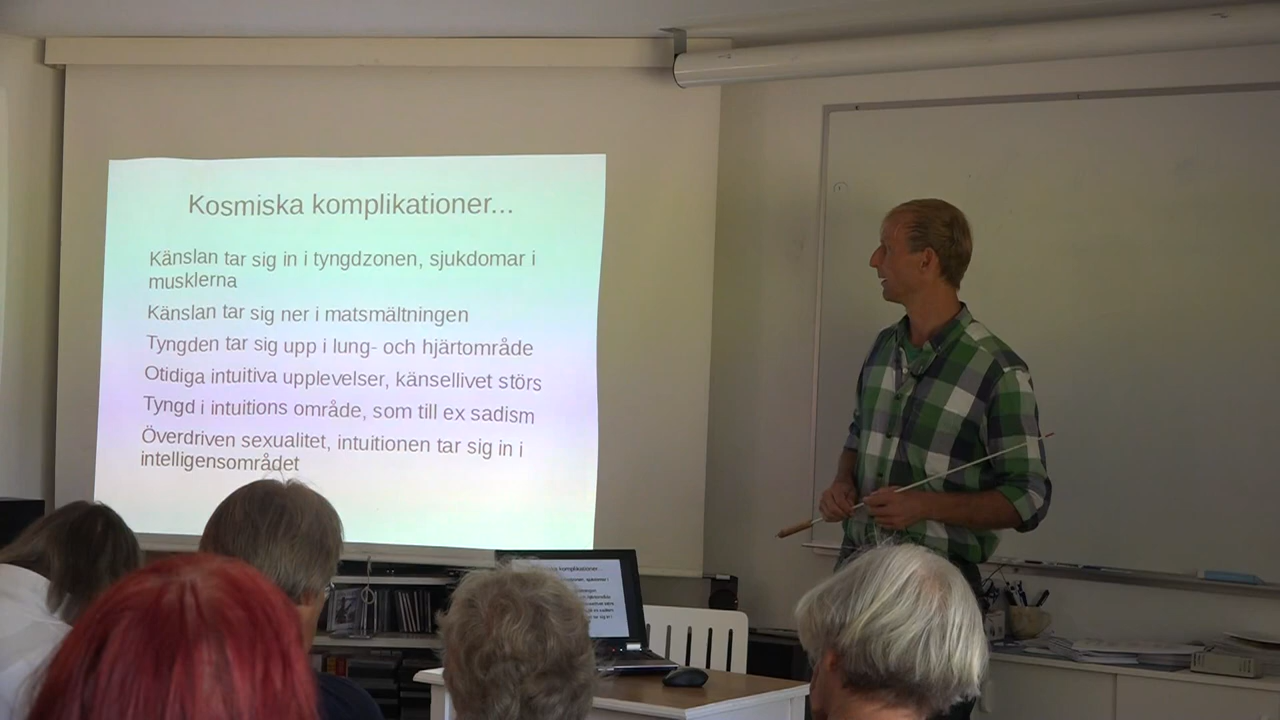 Kosmiska komplikationer...
Känslan tar sig in i tyngdzonen, sjukdomar i
musklerna
Känslan tar sig ner i matsmältningen
Tyngden tar sig upp i lung- och hjärtområde
Otidiga intuitiva upplevelser, känsellivet störs
Tyngd i intuitions område, som till ex sadism
Överdriven sexualitet, intuitionen tar sig in i
intelligensområdet